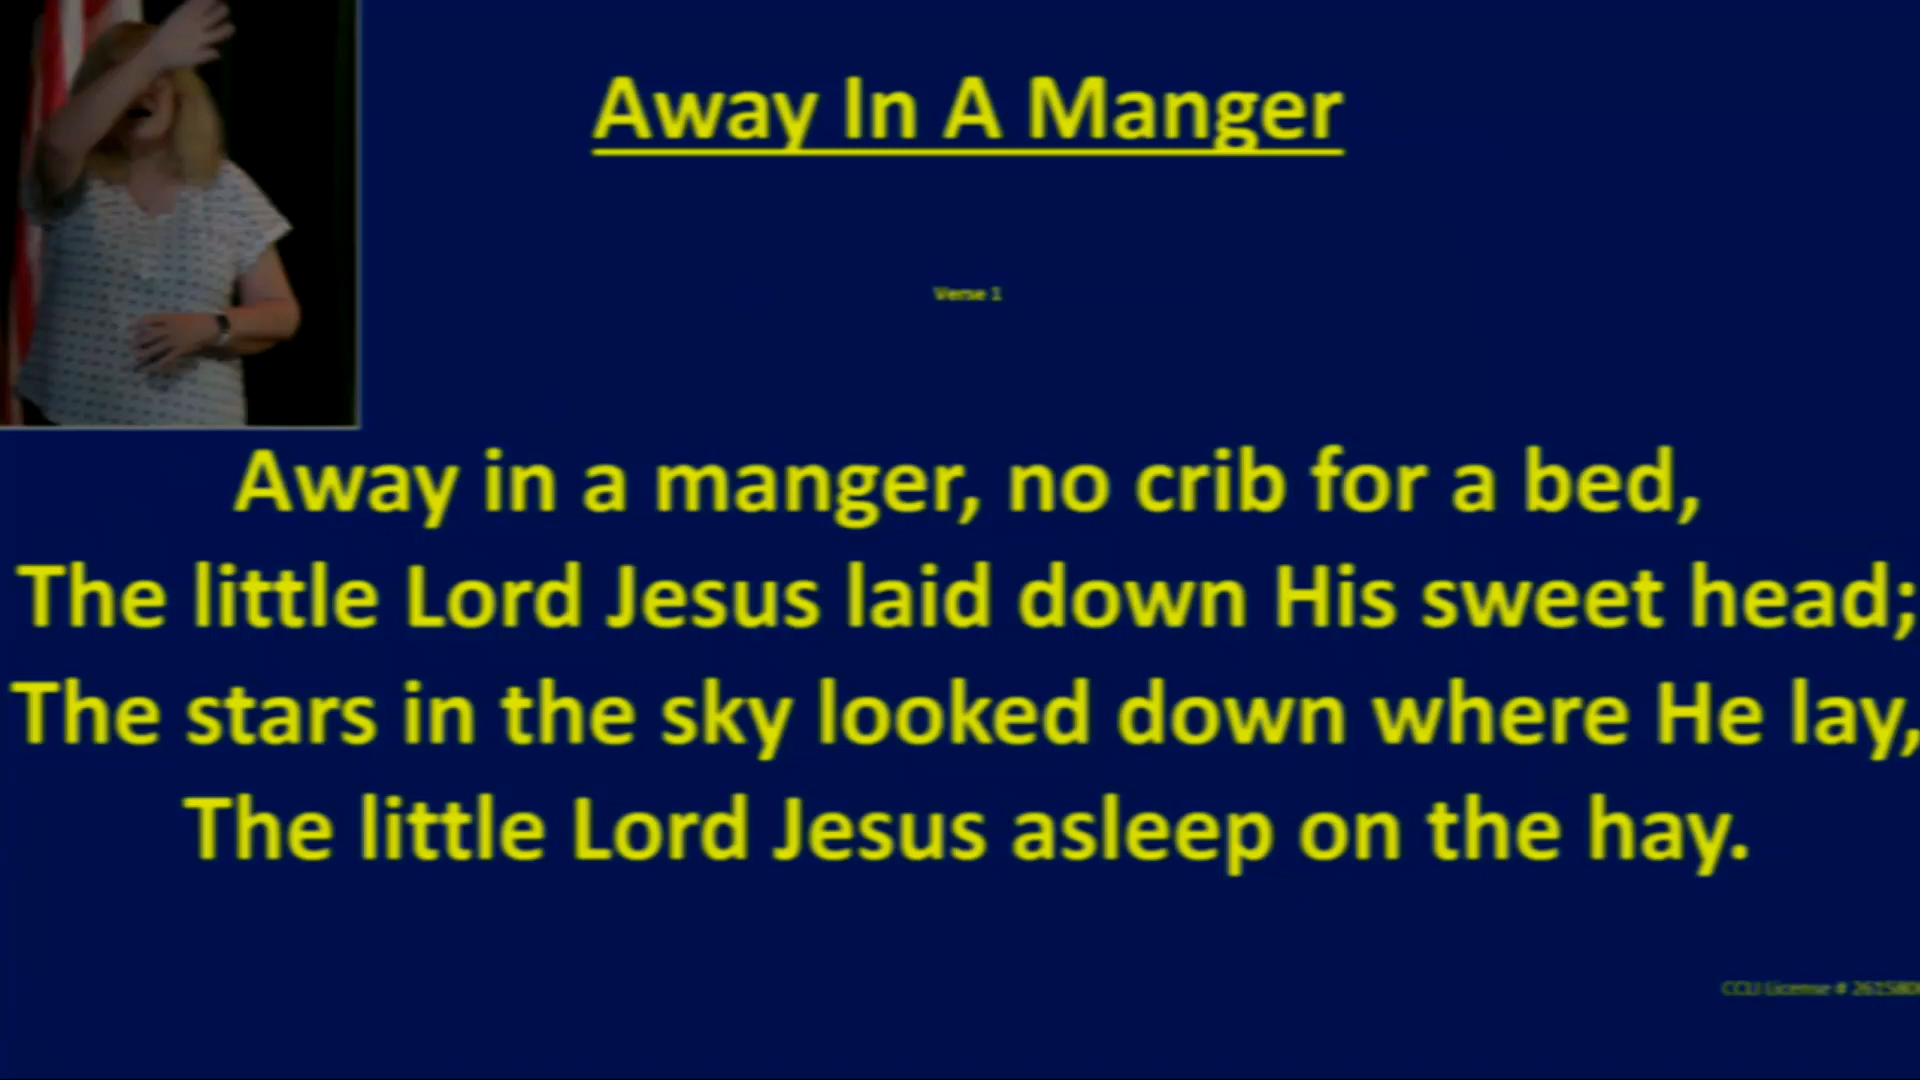 Away In A Manger
Verse 1
Away in a manger, no crib for a bed,
The little Lord Jesus laid down His sweet head;
The stars in the sky looked down where He lay,
The little Lord Jesus asleep on the hay.
CCLI License #